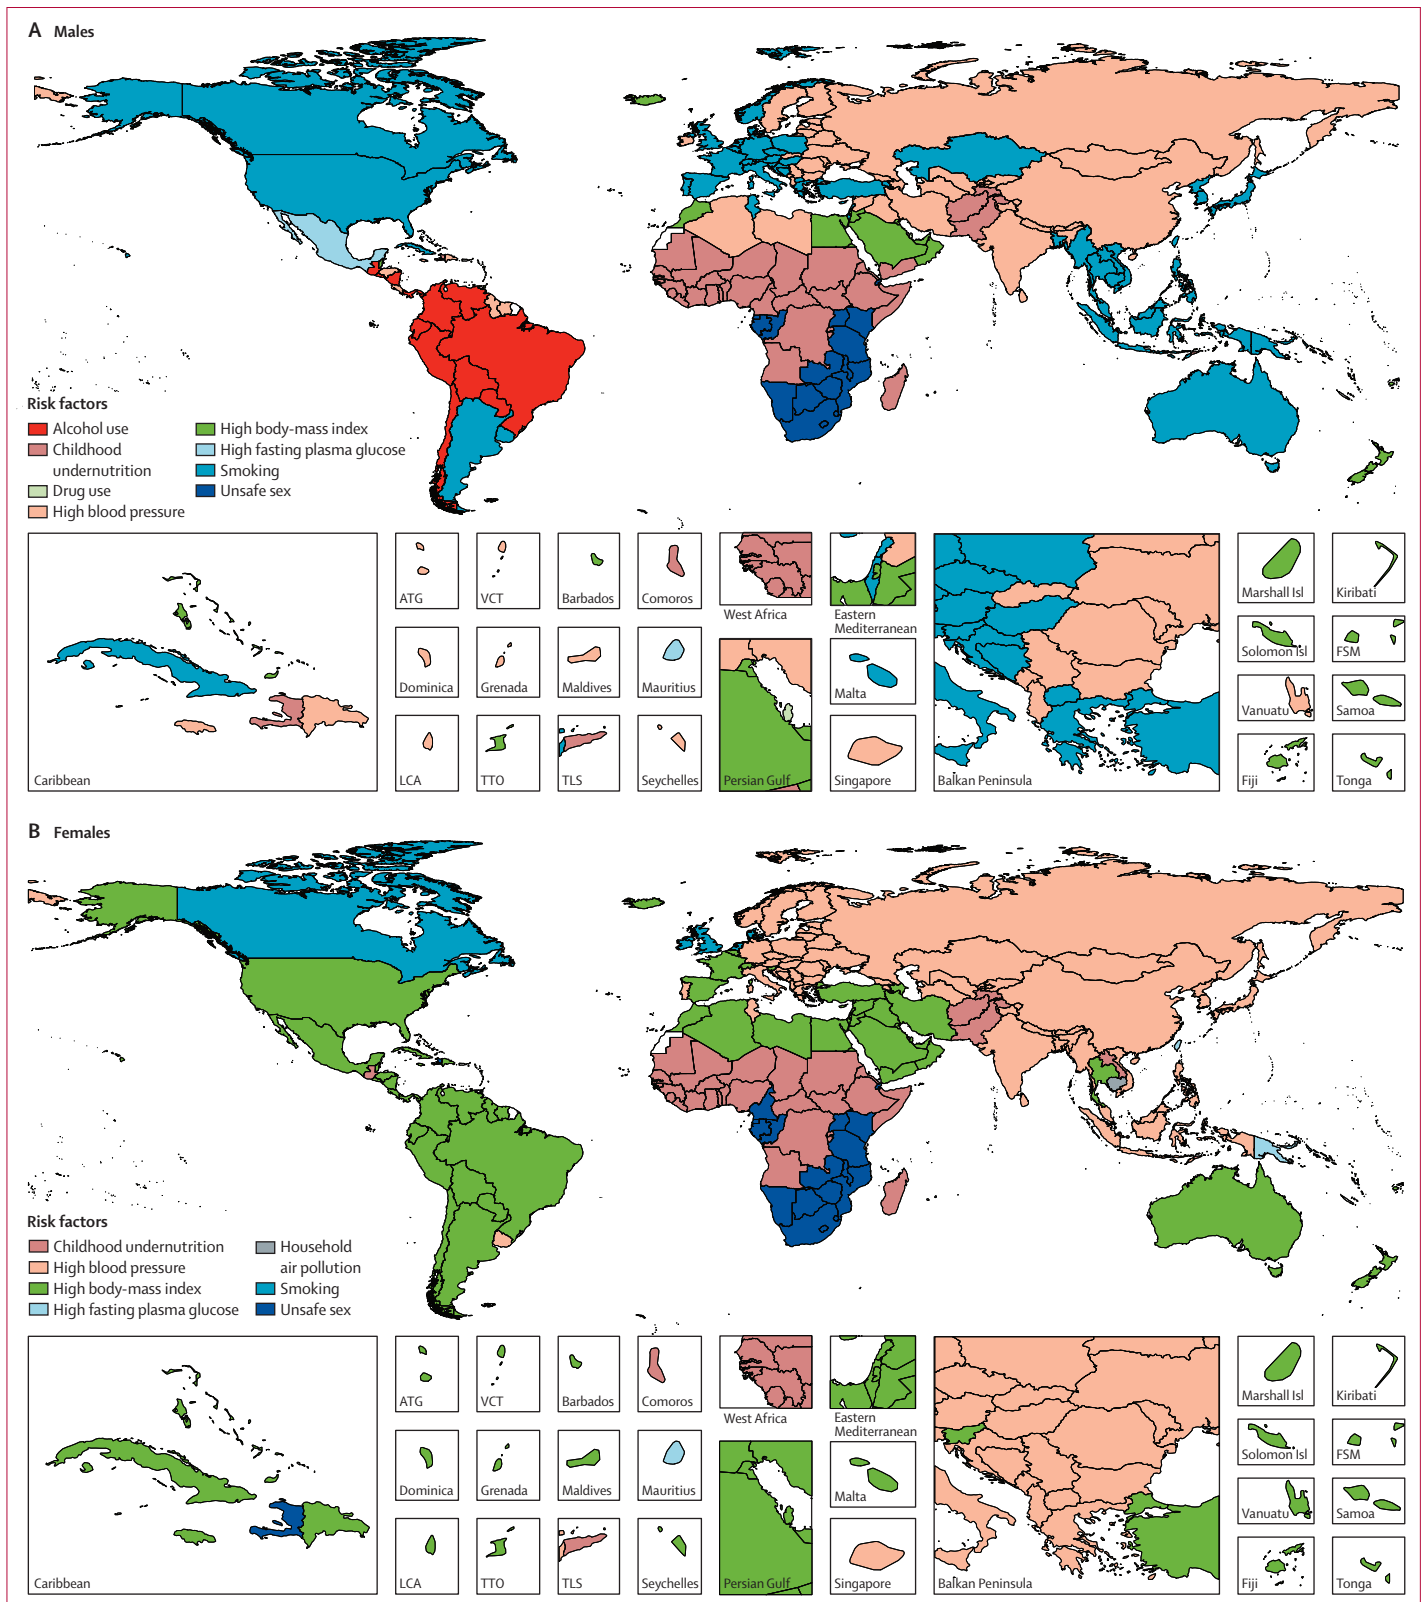 A Males
Risk factors
Alcohol use
Childhood
undernutrition
Drug use
High blood pressure
High body-mass index
High fasting plasma glucose
Smoking
Unsafe sex
Caribbean
ATG
VCT
Barbados
Comoros
Dominica
Grenada
Maldives
Mauritius
LCA
TTO
TLS
Seychelles
West Africa
Eastern
Mediterranean
Persian Gulf
Malta
Singapore
Balkan Peninsula
Marshall Isl
Kiribati
Solomon Isl
FSM
Vanuatu
Samoa
Fiji
Tonga
B Females
Risk factors
Childhood undernutrition
High blood pressure
High body-mass index
High fasting plasma glucose
Household
air pollution
Smoking
Unsafe sex
Caribbean
ATG
VCT
Barbados
Comoros
Dominica
Grenada
Maldives
Mauritius
LCA
TTO
TLS
Seychelles
West Africa
Eastern
Mediterranean
Persian Gulf
Malta
Singapore
Balkan Peninsula
Marshall Isl
Kiribati
Solomon Isl
FSM
Vanuatu
Samoa
Fiji
Tonga